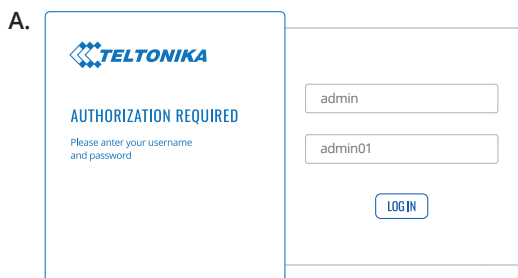 A.
TELTONIKA
AUTHORIZATION REQUIRED
Please anter your username
and password
admin
admin01
LOG IN